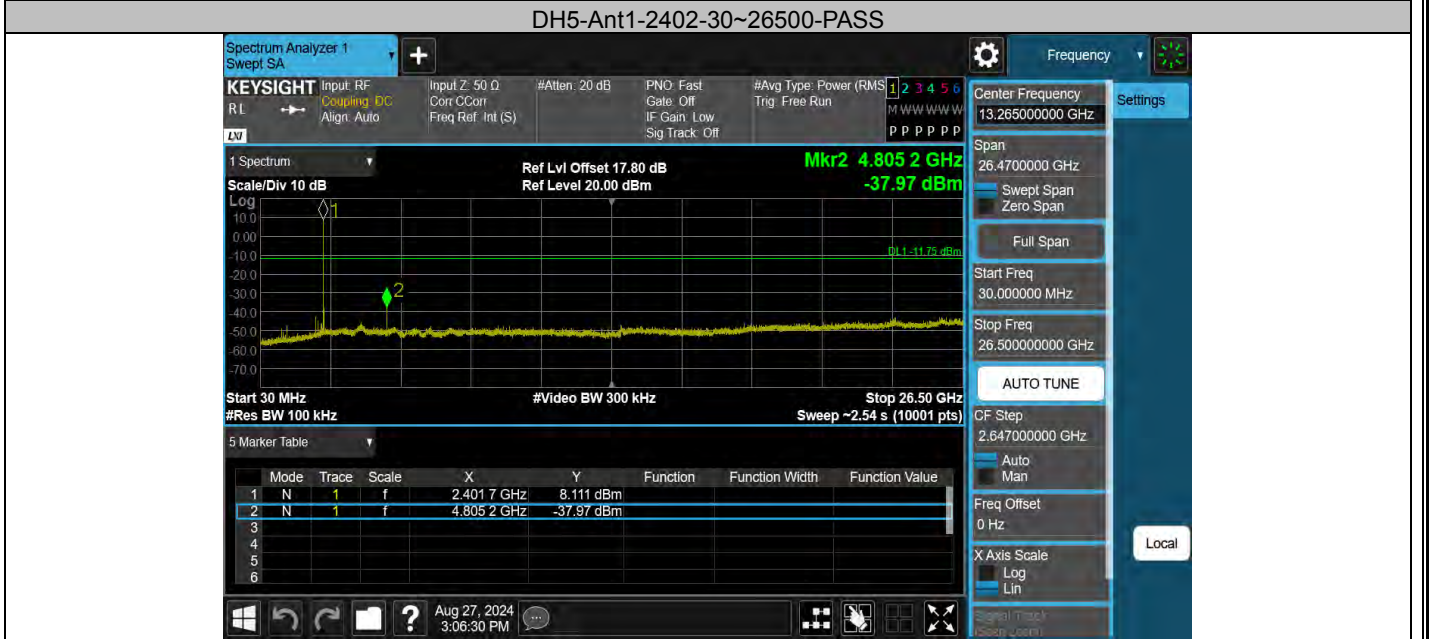 DH5-Ant1-2402-30~26500-PASS
Spectrum Analyzer 1
Swept SA
Frequency
Settings
KEYSIGHT
RL
LXI
Input: RF
Coupling: DC
Align: Auto
Input Z: 50 Ω
Corr CCorr
Freq Ref: Int (S)
#Atten: 20 dB
PNO: Fast
Gate: Off
IF Gain: Low
Sig Track: Off
#Avg Type: Power (RMS
Trig: Free Run
1 2 3 4 5 6
M W W W W W
P P P P P P
1 Spectrum
Scale/Div 10 dB
Ref Lvl Offset 17.80 dB
Ref Level 20.00 dBm
Mkr2 4.805 2 GHz
-37.97 dBm
Log
10.0
0.00
-10.0
-20.0
-30.0
-40.0
-50.0
-60.0
-70.0
1
2
DL1 -11.75 dBm
Start 30 MHz
#Res BW 100 kHz
#Video BW 300 kHz
Stop 26.50 GHz
Sweep ~2.54 s (10001 pts)
5 Marker Table
Mode Trace Scale X Y Function Function Width Function Value
1 N 1 f 2.401 7 GHz 8.111 dBm
2 N 1 f 4.805 2 GHz -37.97 dBm
3
4
5
6
Center Frequency
13.265000000 GHz
Span
26.4700000 GHz
Swept Span
Zero Span
Full Span
Start Freq
30.000000 MHz
Stop Freq
26.500000000 GHz
AUTO TUNE
CF Step
2.647000000 GHz
Auto
Man
Freq Offset
0 Hz
X Axis Scale
Log
Lin
Signal Track
(Span Zoom)
Local
?
Aug 27, 2024
3:06:30 PM